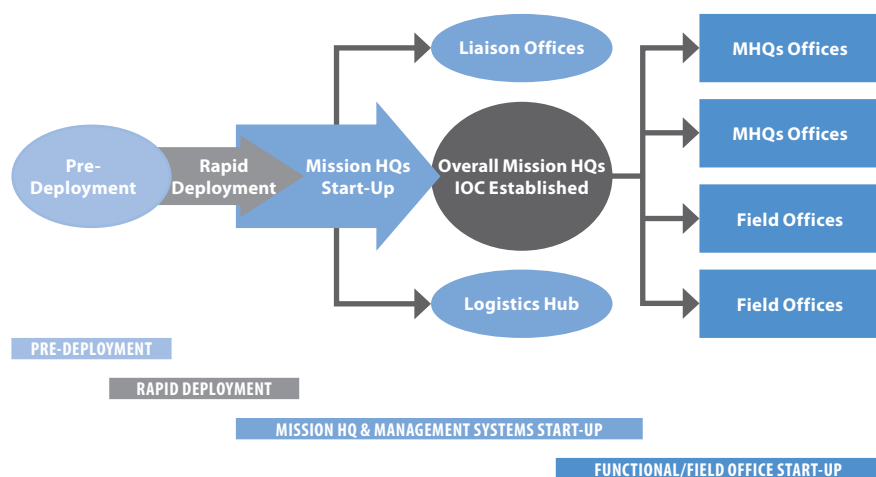 Liaison Offices
MHQs Offices
MHQs Offices
Pre-
Deployment
Rapid
Deployment
Mission HQs
Start-Up
Overall Mission HQs
IOC Established
Field Offices
Logistics Hub
Field Offices
PRE-DEPLOYMENT
RAPID DEPLOYMENT
MISSION HQ & MANAGEMENT SYSTEMS START-UP
FUNCTIONAL/FIELD OFFICE START-UP